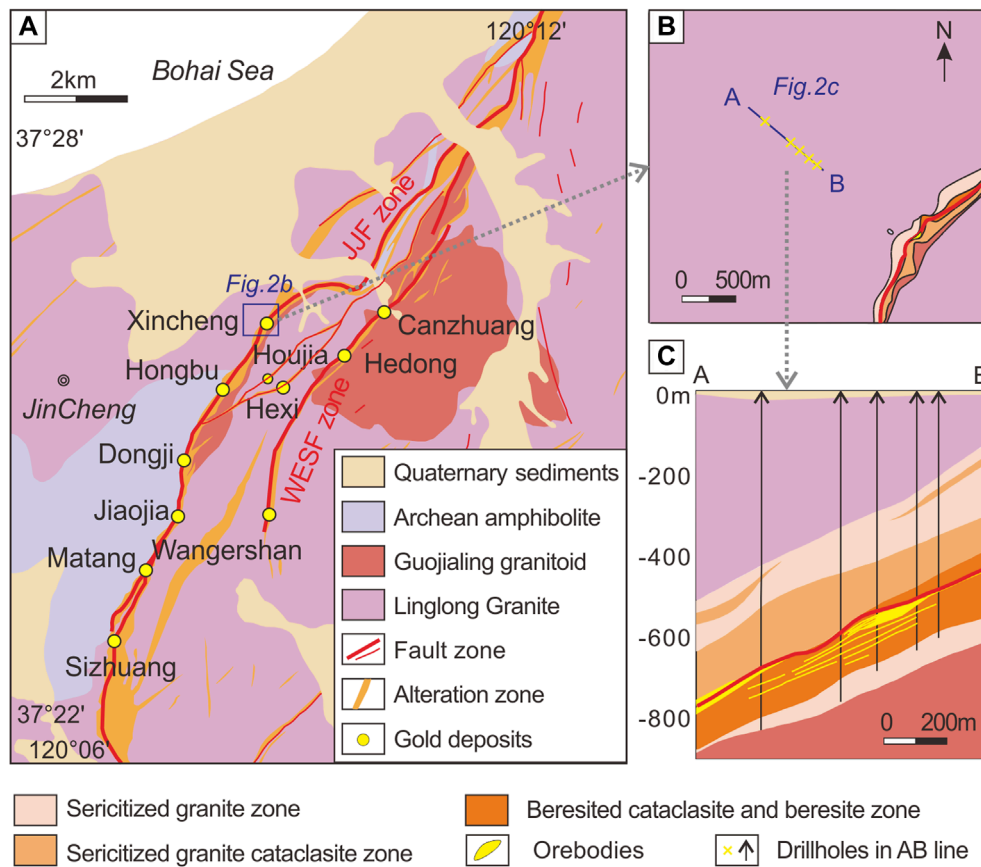 A
120°12'
Bohai Sea
2km
37°28'
JJF zone
Fig.2b
Xincheng
Canzhuang
Houjia
Hedong
Hongbu
Hexi
JinCheng
WESF zone
Dongji
Jiaojia
Wangershan
Matang
Sizhuang
37°22'
120°06'
Quaternary sediments
Archean amphibolite
Guojialing granitoid
Linglong Granite
Fault zone
Alteration zone
Gold deposits
B
N
A
Fig.2c
B
0 500m
C
A
0m
-200
-400
-600
-800
0 200m
Sericitized granite zone
Sericitized granite cataclasite zone
Beresited cataclasite and beresite zone
Orebodies
Drillholes in AB line